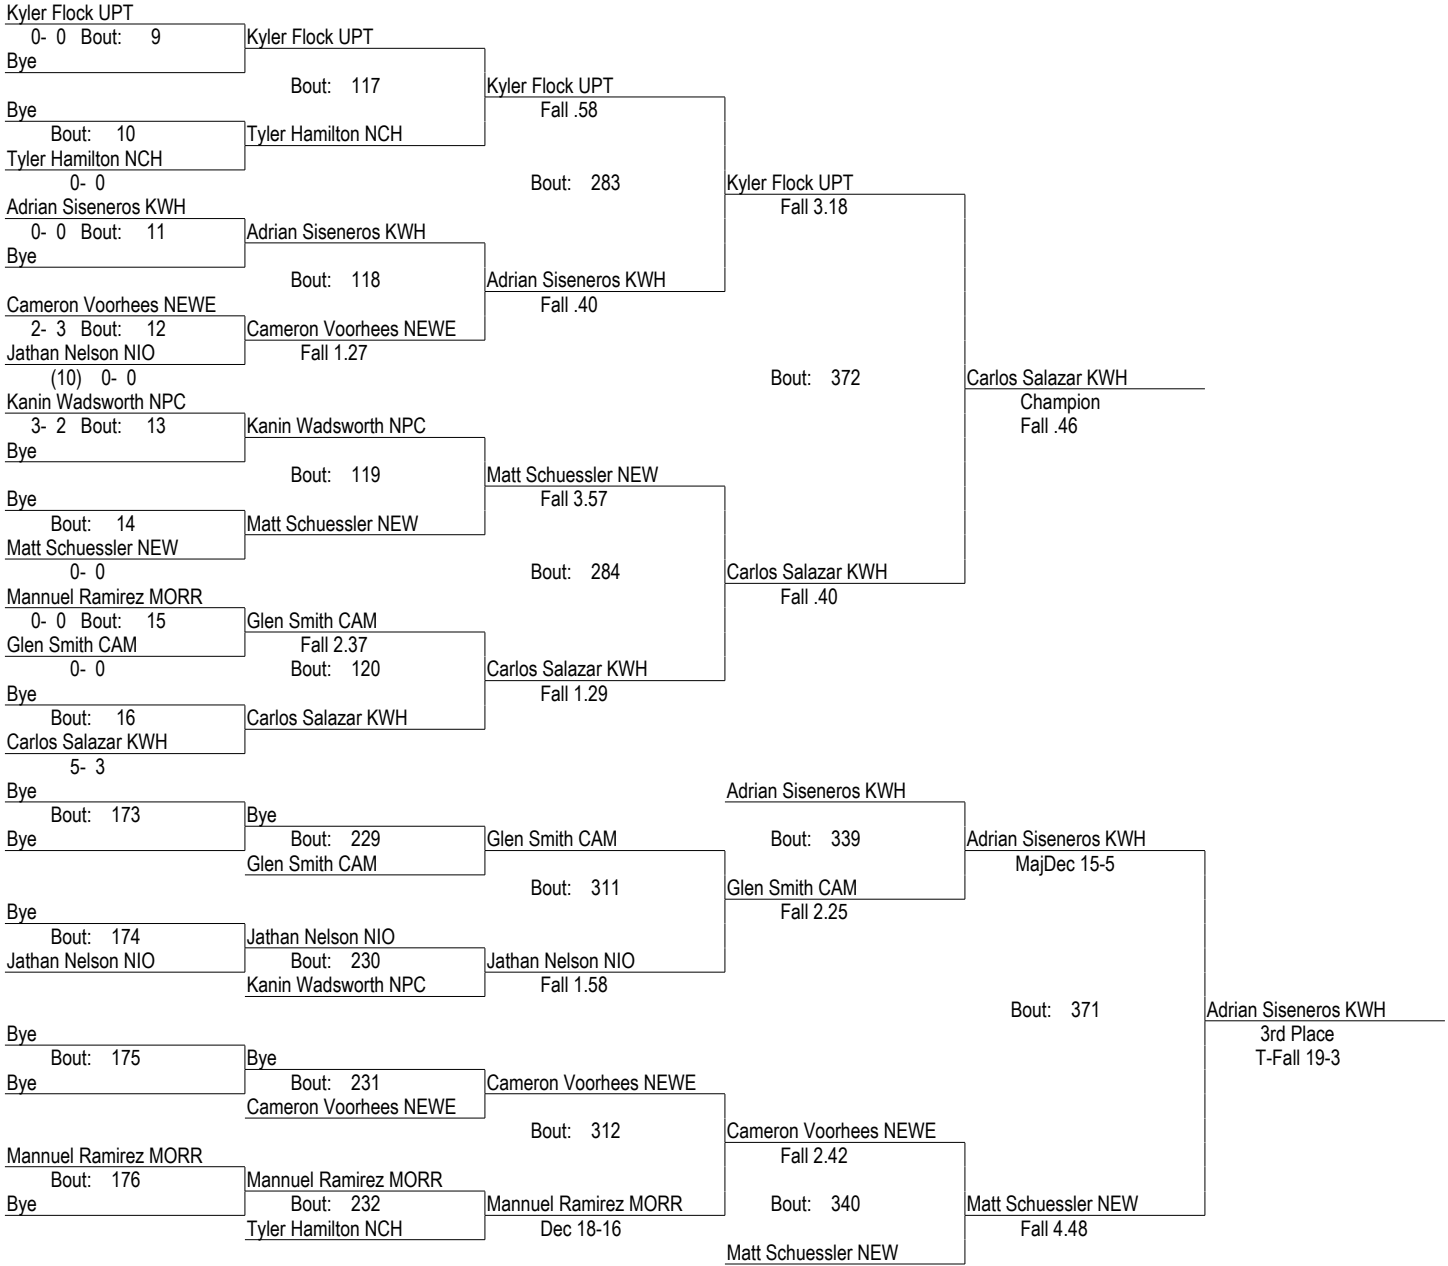 Kyler Flock UPT
0- 0 Bout: 9 Kyler Flock UPT
Bye
Bout: 117 Kyler Flock UPT
Bye Fall .58
Bout: 10 Tyler Hamilton NCH
Tyler Hamilton NCH
0- 0 Bout: 283 Kyler Flock UPT
Adrian Siseneros KWH Fall 3.18
0- 0 Bout: 11 Adrian Siseneros KWH
Bye
Bout: 118 Adrian Siseneros KWH
Cameron Voorhees NEWE Fall .40
2- 3 Bout: 12 Cameron Voorhees NEWE
Jathan Nelson NIO Fall 1.27
(10) 0- 0 Bout: 372 Carlos Salazar KWH
Kanin Wadsworth NPC Champion
3- 2 Bout: 13 Kanin Wadsworth NPC Fall .46
Bye
Bout: 119 Matt Schuessler NEW
Bye Fall 3.57
Bout: 14 Matt Schuessler NEW
Matt Schuessler NEW
0- 0 Bout: 284 Carlos Salazar KWH
Mannuel Ramirez MORR Fall .40
0- 0 Bout: 15 Glen Smith CAM
Glen Smith CAM Fall 2.37
0- 0 Bout: 120 Carlos Salazar KWH
Bye Fall 1.29
Bout: 16 Carlos Salazar KWH
Carlos Salazar KWH
5- 3
Bye Adrian Siseneros KWH
Bout: 173 Bye
Bye Bout: 229 Glen Smith CAM Bout: 339 Adrian Siseneros KWH
Glen Smith CAM MajDec 15-5
Bout: 311 Glen Smith CAM
Bye Fall 2.25
Bout: 174 Jathan Nelson NIO
Jathan Nelson NIO Bout: 230 Jathan Nelson NIO
Kanin Wadsworth NPC Fall 1.58
Bout: 371 Adrian Siseneros KWH
Bye 3rd Place
Bout: 175 Bye T-Fall 19-3
Bye Bout: 231 Cameron Voorhees NEWE
Cameron Voorhees NEWE
Bout: 312 Cameron Voorhees NEWE
Mannuel Ramirez MORR Fall 2.42
Bout: 176 Mannuel Ramirez MORR
Bye Bout: 232 Mannuel Ramirez MORR Bout: 340 Matt Schuessler NEW
Tyler Hamilton NCH Dec 18-16 Fall 4.48
Matt Schuessler NEW